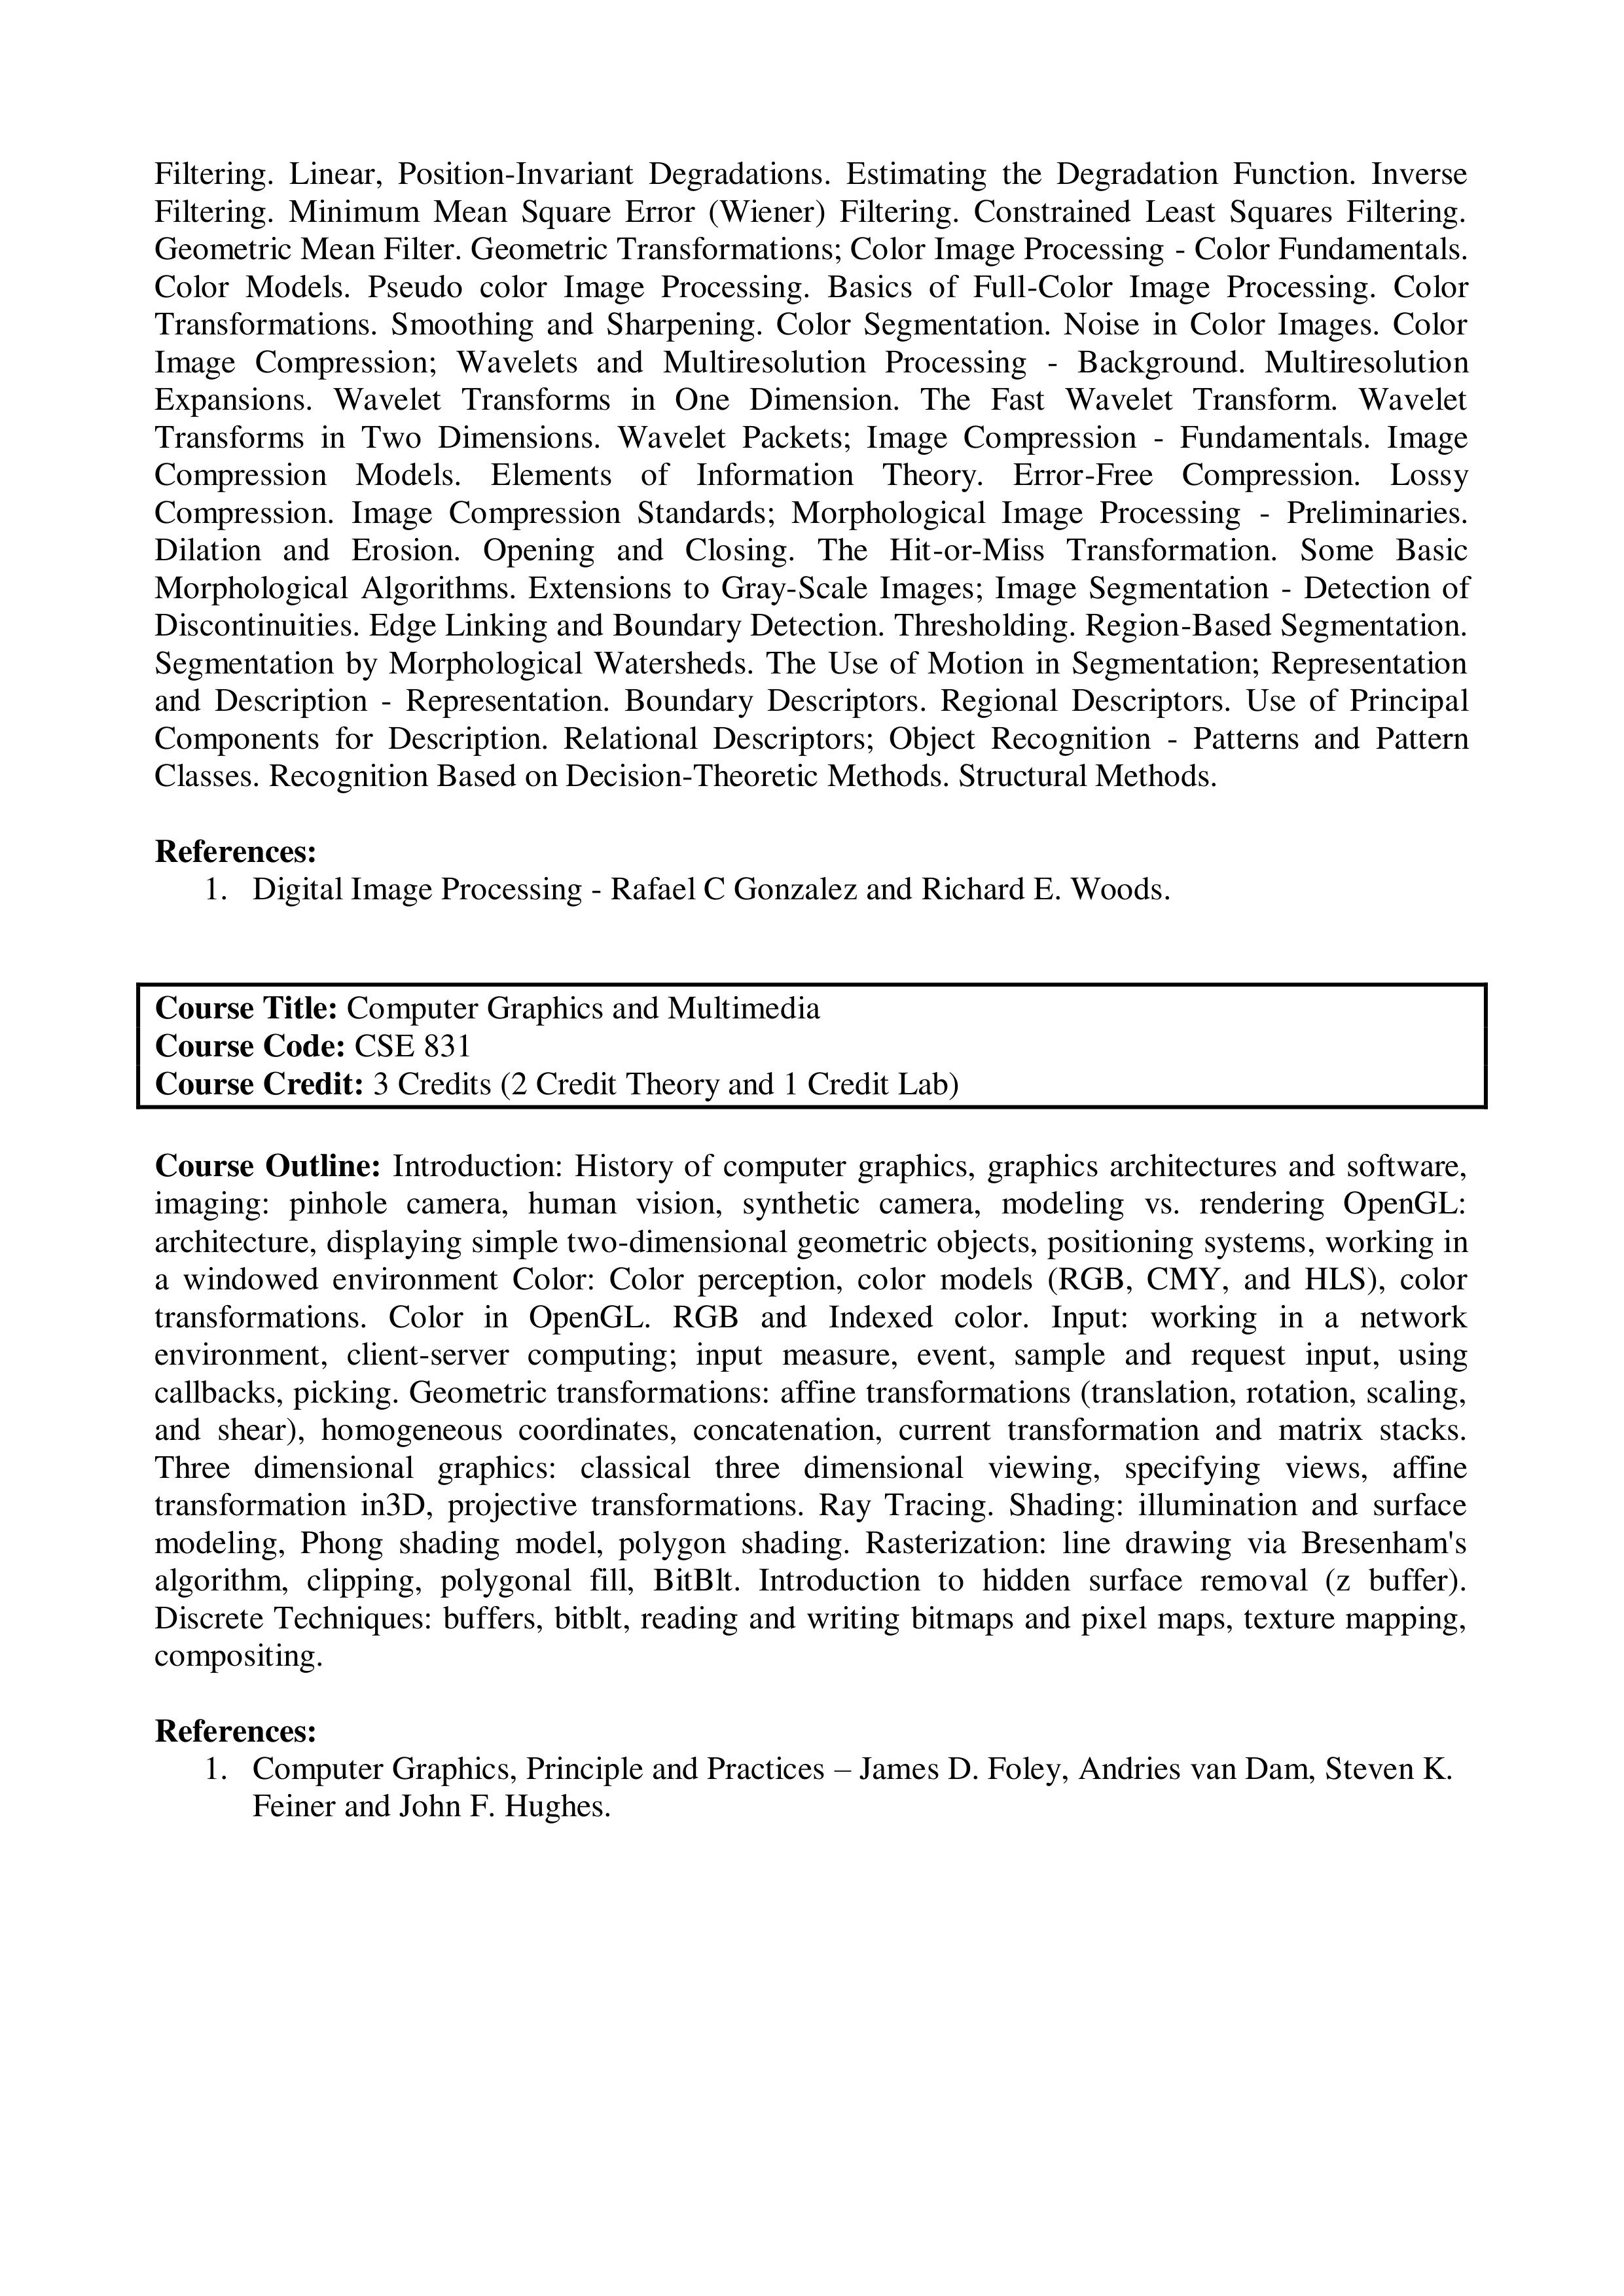 Filtering. Linear, Position-Invariant Degradations. Estimating the Degradation Function. Inverse
Filtering. Minimum Mean Square Error (Wiener) Filtering. Constrained Least Squares Filtering.
Geometric Mean Filter. Geometric Transformations; Color Image Processing - Color Fundamentals.
Color Models. Pseudo color Image Processing. Basics of Full-Color Image Processing. Color
Transformations. Smoothing and Sharpening. Color Segmentation. Noise in Color Images. Color
Image Compression; Wavelets and Multiresolution Processing - Background. Multiresolution
Expansions. Wavelet Transforms in One Dimension. The Fast Wavelet Transform. Wavelet
Transforms in Two Dimensions. Wavelet Packets; Image Compression - Fundamentals. Image
Compression Models. Elements of Information Theory. Error-Free Compression. Lossy
Compression. Image Compression Standards; Morphological Image Processing - Preliminaries.
Dilation and Erosion. Opening and Closing. The Hit-or-Miss Transformation. Some Basic
Morphological Algorithms. Extensions to Gray-Scale Images; Image Segmentation - Detection of
Discontinuities. Edge Linking and Boundary Detection. Thresholding. Region-Based Segmentation.
Segmentation by Morphological Watersheds. The Use of Motion in Segmentation; Representation
and Description - Representation. Boundary Descriptors. Regional Descriptors. Use of Principal
Components for Description. Relational Descriptors; Object Recognition - Patterns and Pattern
Classes. Recognition Based on Decision-Theoretic Methods. Structural Methods.
References:
1. Digital Image Processing - Rafael C Gonzalez and Richard E. Woods.
Course Title: Computer Graphics and Multimedia
Course Code: CSE 831
Course Credit: 3 Credits (2 Credit Theory and 1 Credit Lab)
Course Outline: Introduction: History of computer graphics, graphics architectures and software,
imaging: pinhole camera, human vision, synthetic camera, modeling vs. rendering OpenGL:
architecture, displaying simple two-dimensional geometric objects, positioning systems, working in
a windowed environment Color: Color perception, color models (RGB, CMY, and HLS), color
transformations. Color in OpenGL. RGB and Indexed color. Input: working in a network
environment, client-server computing; input measure, event, sample and request input, using
callbacks, picking. Geometric transformations: affine transformations (translation, rotation, scaling,
and shear), homogeneous coordinates, concatenation, current transformation and matrix stacks.
Three dimensional graphics: classical three dimensional viewing, specifying views, affine
transformation in3D, projective transformations. Ray Tracing. Shading: illumination and surface
modeling, Phong shading model, polygon shading. Rasterization: line drawing via Bresenham's
algorithm, clipping, polygonal fill, BitBlt. Introduction to hidden surface removal (z buffer).
Discrete Techniques: buffers, bitblt, reading and writing bitmaps and pixel maps, texture mapping,
compositing.
References:
1. Computer Graphics, Principle and Practices – James D. Foley, Andries van Dam, Steven K.
Feiner and John F. Hughes.